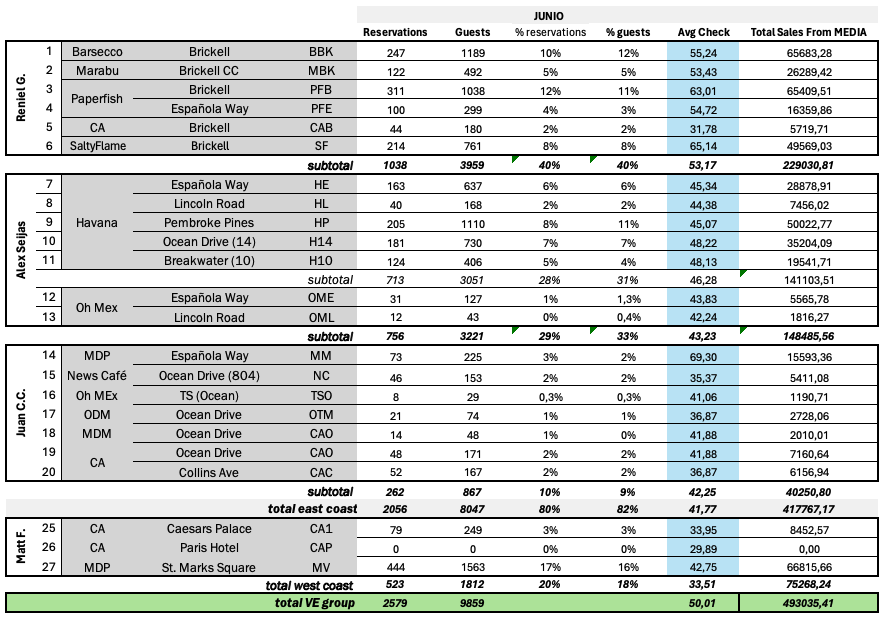 JUNIO
Reservations Guests % reservations % guests Avg Check Total Sales From MEDIA
Reniel G.
1 Barsecco Brickell BBK 247 1189 10% 12% 55,24 65683,28
2 Marabu Brickell CC MBK 122 492 5% 5% 53,43 26289,42
3 Paperfish Brickell PFB 311 1038 12% 11% 63,01 65409,51
4 Española Way PFE 100 299 4% 3% 54,72 16359,86
5 CA Brickell CAB 44 180 2% 2% 31,78 5719,71
6 SaltyFlame Brickell SF 214 761 8% 8% 65,14 49569,03
subtotal 1038 3959 40% 40% 53,17 229030,81
Alex Seijas
7 Española Way HE 163 637 6% 6% 45,34 28878,91
8 Lincoln Road HL 40 168 2% 2% 44,38 7456,02
9 Havana Pembroke Pines HP 205 1110 8% 11% 45,07 50022,77
10 Ocean Drive (14) H14 181 730 7% 7% 48,22 35204,09
11 Breakwater (10) H1O 124 406 5% 4% 48,13 19541,71
subtotal 713 3051 28% 31% 46,28 141103,51
12 Oh Mex Española Way OME 31 127 1% 1,3% 43,83 5565,78
13 Lincoln Road OML 12 43 0% 0,4% 42,24 1816,27
subtotal 756 3221 29% 33% 43,23 148485,56
Juan C.C.
14 MDP Española Way MM 73 225 3% 2% 69,30 15593,36
15 News Café Ocean Drive (804) NC 46 153 2% 2% 35,37 5411,08
16 Oh MEx TS (Ocean) TSO 8 29 0,3% 0,3% 41,06 1190,71
17 ODM Ocean Drive OTM 21 74 1% 1% 36,87 2728,06
18 MDM Ocean Drive CAO 14 48 1% 0% 41,88 2010,01
19 CA Ocean Drive CAO 48 171 2% 2% 41,88 7160,64
20 Collins Ave CAC 52 167 2% 2% 36,87 6156,94
subtotal 262 867 10% 9% 42,25 40250,80
total east coast 2056 8047 80% 82% 41,77 417767,17
Matt F.
25 CA Caesars Palace CA1 79 249 3% 3% 33,95 8452,57
26 CA Paris Hotel CAP 0 0 0% 0% 29,89 0,00
27 MDP St. Marks Square MV 444 1563 17% 16% 42,75 66815,66
total west coast 523 1812 20% 18% 33,51 75268,24
total VE group 2579 9859 50,01 493035,41